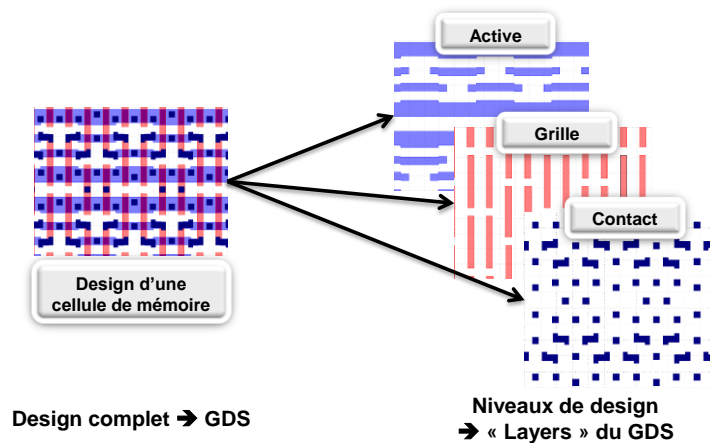 Active
Grille
Contact
Design d’une
cellule de mémoire
Design complet ➔ GDS
Niveaux de design
➔ « Layers » du GDS